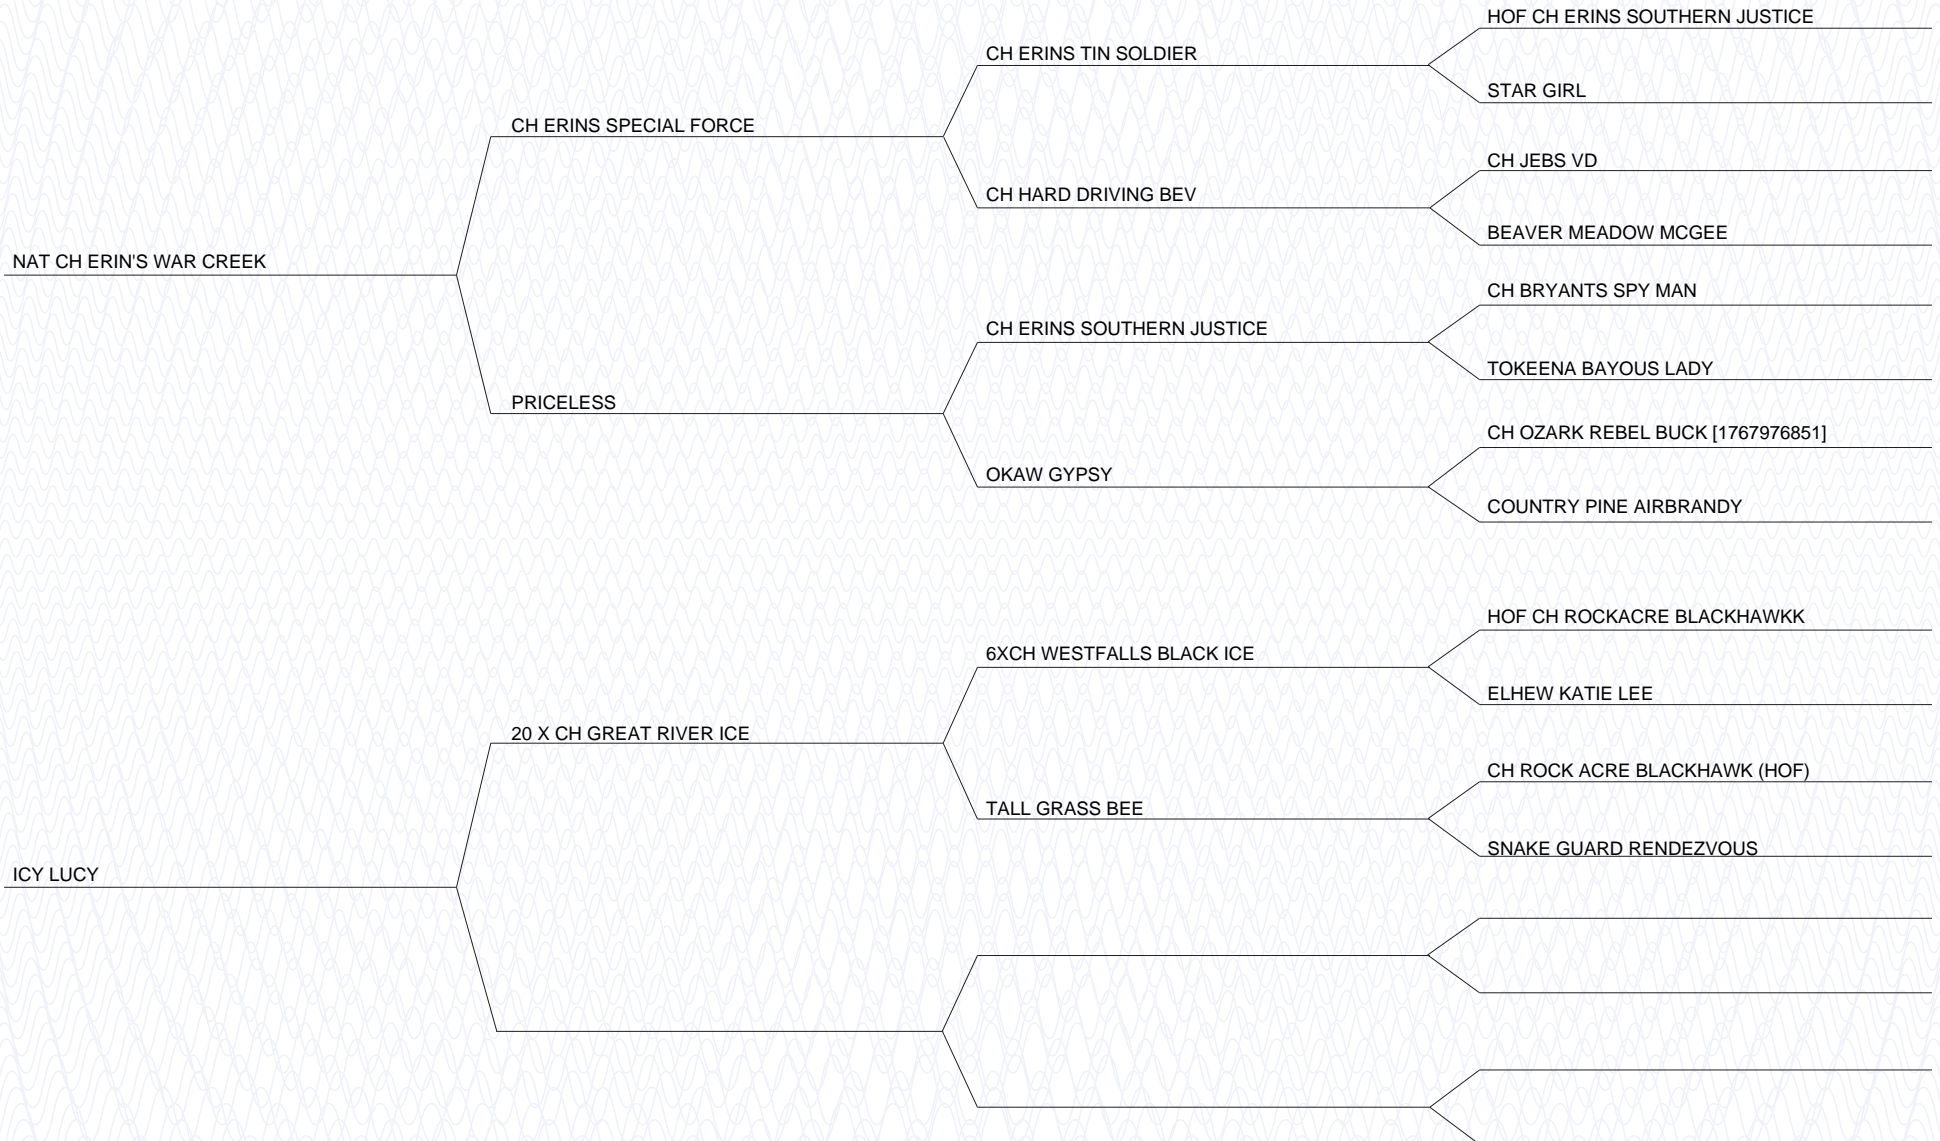 HOF CH ERINS SOUTHERN JUSTICE
CH ERINS TIN SOLDIER
STAR GIRL
CH ERINS SPECIAL FORCE
CH JEBS VD
CH HARD DRIVING BEV
BEAVER MEADOW MCGEE
NAT CH ERIN'S WAR CREEK
CH BRYANTS SPY MAN
CH ERINS SOUTHERN JUSTICE
TOKEENA BAYOUS LADY
PRICELESS
CH OZARK REBEL BUCK [1767976851]
OKAW GYPSY
COUNTRY PINE AIRBRANDY
HOF CH ROCKACRE BLACKHAWKK
6XCH WESTFALLS BLACK ICE
ELHEW KATIE LEE
20 X CH GREAT RIVER ICE
CH ROCK ACRE BLACKHAWK (HOF)
TALL GRASS BEE
SNAKE GUARD RENDEZVOUS
ICY LUCY